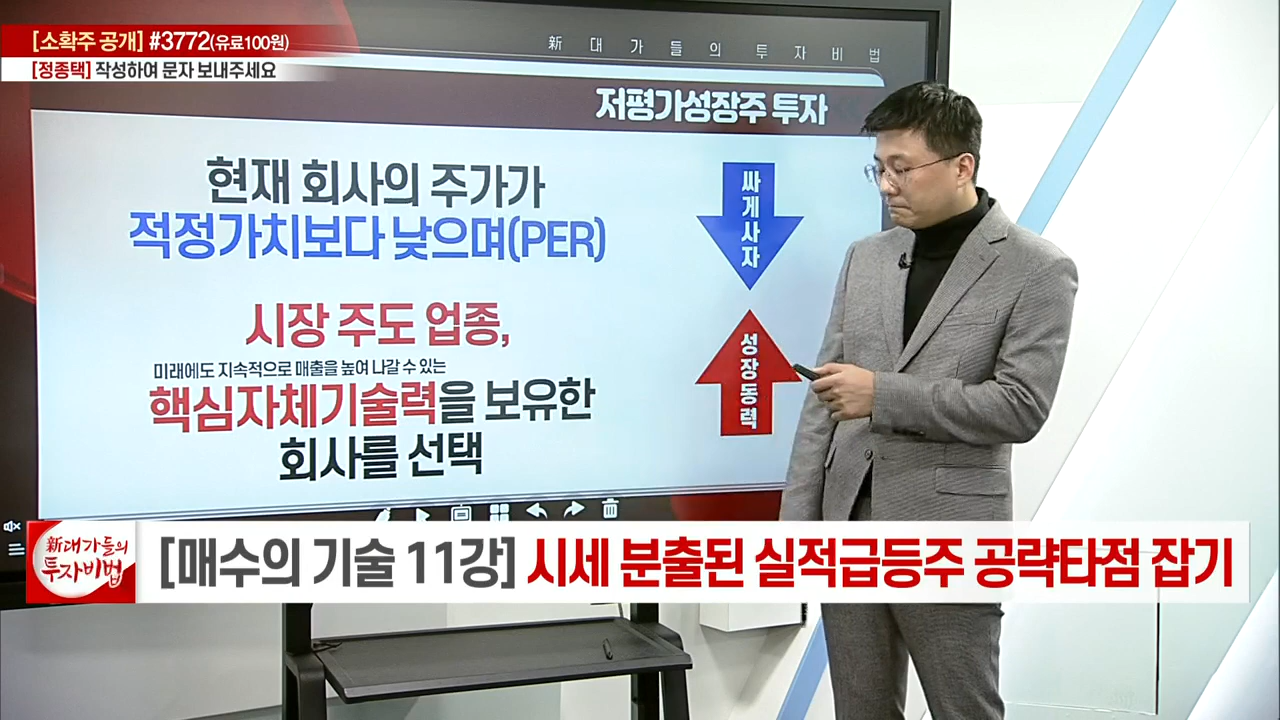 [소확주 공개] #3772(유료100원)
[정종택] 작성하여 문자 보내주세요
新 대 가 들 의 투 자 비 법
저평가성장주 투자
현재 회사의 주가가
적정가치보다 낮으며(PER)
싸게사자
시장 주도 업종,
미래에도 지속적으로 매출을 높여 나갈 수 있는
핵심자체기술력을 보유한
회사를 선택
성장동력
新대가들의
투자비법
[매수의 기술 11강] 시세 분출된 실적급등주 공략타점 잡기